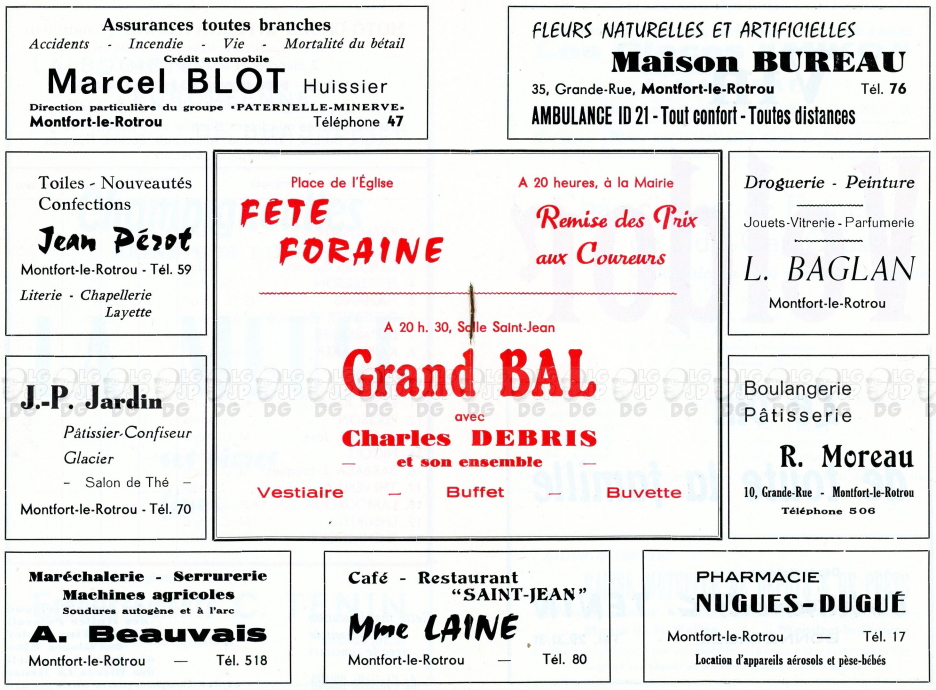 Assurances toutes branches
Accidents - Incendie - Vie - Mortalité du bétail
Crédit automobile
Marcel BLOT Huissier
Direction particulière du groupe «PATERNELLE-MINERVE»
Montfort-le-Rotrou Téléphone 47
FLEURS NATURELLES ET ARTIFICIELLES
Maison BUREAU
35, Grande-Rue, Montfort-le-Rotrou Tél. 76
AMBULANCE ID 21 - Tout confort - Toutes distances
Toiles - Nouveautés
Confections
Jean Pérot
Montfort-le-Rotrou - Tél. 59
Literie - Chapellerie
Layette
Place de l'Église
FÊTE
FORAINE
A 20 heures, à la Mairie
Remise des Prix
aux Coureurs
A 20 h. 30, Salle Saint-Jean
Grand BAL
avec
Charles DEBRIS
— et son ensemble —
Vestiaire — Buffet — Buvette
Droguerie - Peinture
Jouets-Vitrerie - Parfumerie
L. BAGLAN
Montfort-le-Rotrou
J.-P. Jardin
Pâtissier-Confiseur
Glacier
- Salon de Thé -
Montfort-le-Rotrou - Tél. 70
Boulangerie
Pâtisserie
R. Moreau
10, Grande-Rue - Montfort-le-Rotrou
Téléphone 506
Maréchalerie - Serrurerie
Machines agricoles
Soudures autogène et à l'arc
A. Beauvais
Montfort-le-Rotrou — Tél. 518
Café - Restaurant
"SAINT-JEAN"
Mme LAINÉ
Montfort-le-Rotrou — Tél. 80
PHARMACIE
NUGUES-DUGUÉ
Montfort-le-Rotrou — Tél. 17
Location d'appareils aérosols et pèse-bébés